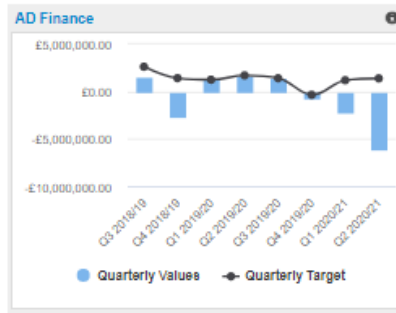 AD Finance
£5,000,000.00
£0.00
-£5,000,000.00
-£10,000,000.00
Q3 2018/19
Q4 2018/19
Q1 2019/20
Q2 2019/20
Q3 2019/20
Q4 2019/20
Q1 2020/21
Q2 2020/21
Quarterly Values
Quarterly Target